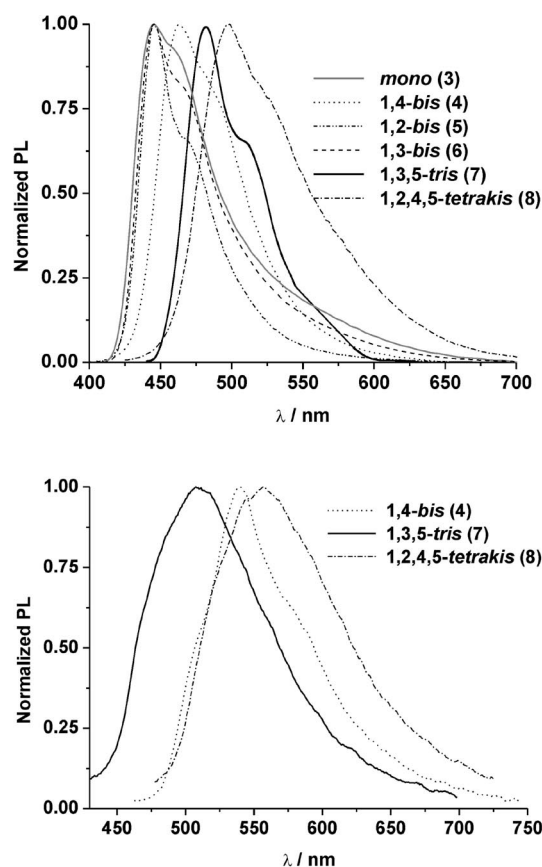 1.00
0.75
0.50
0.25
0.00
Normalized PL
mono (3)
1,4-bis (4)
1,2-bis (5)
1,3-bis (6)
1,3,5-tris (7)
1,2,4,5-tetrakis (8)
400 450 500 550 600 650 700
λ / nm
1.00
0.75
0.50
0.25
0.00
Normalized PL
1,4-bis (4)
1,3,5-tris (7)
1,2,4,5-tetrakis (8)
450 500 550 600 650 700 750
λ / nm